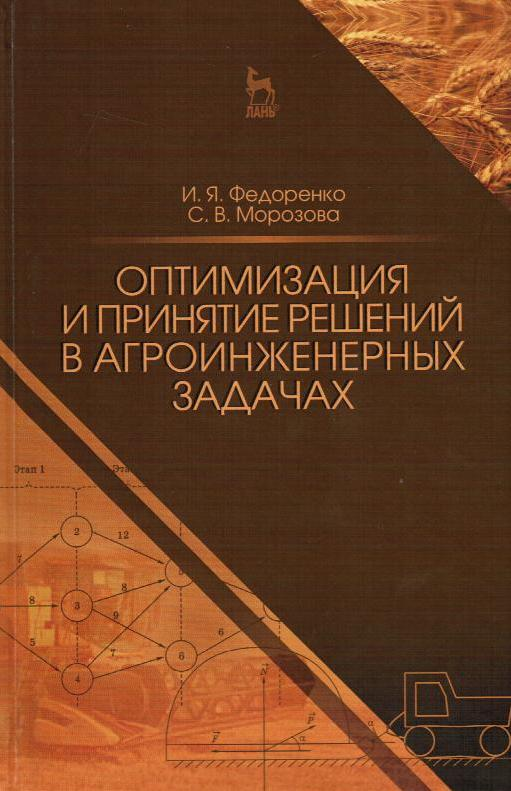 ЛАНЬ®
И. Я. Федоренко
С. В. Морозова
ОПТИМИЗАЦИЯ
И ПРИНЯТИЕ РЕШЕНИЙ
В АГРОИНЖЕНЕРНЫХ
ЗАДАЧАХ
Этап 1
2
12
7
8
3
8
9
5
4
7
6
6
N
P
F
α
α